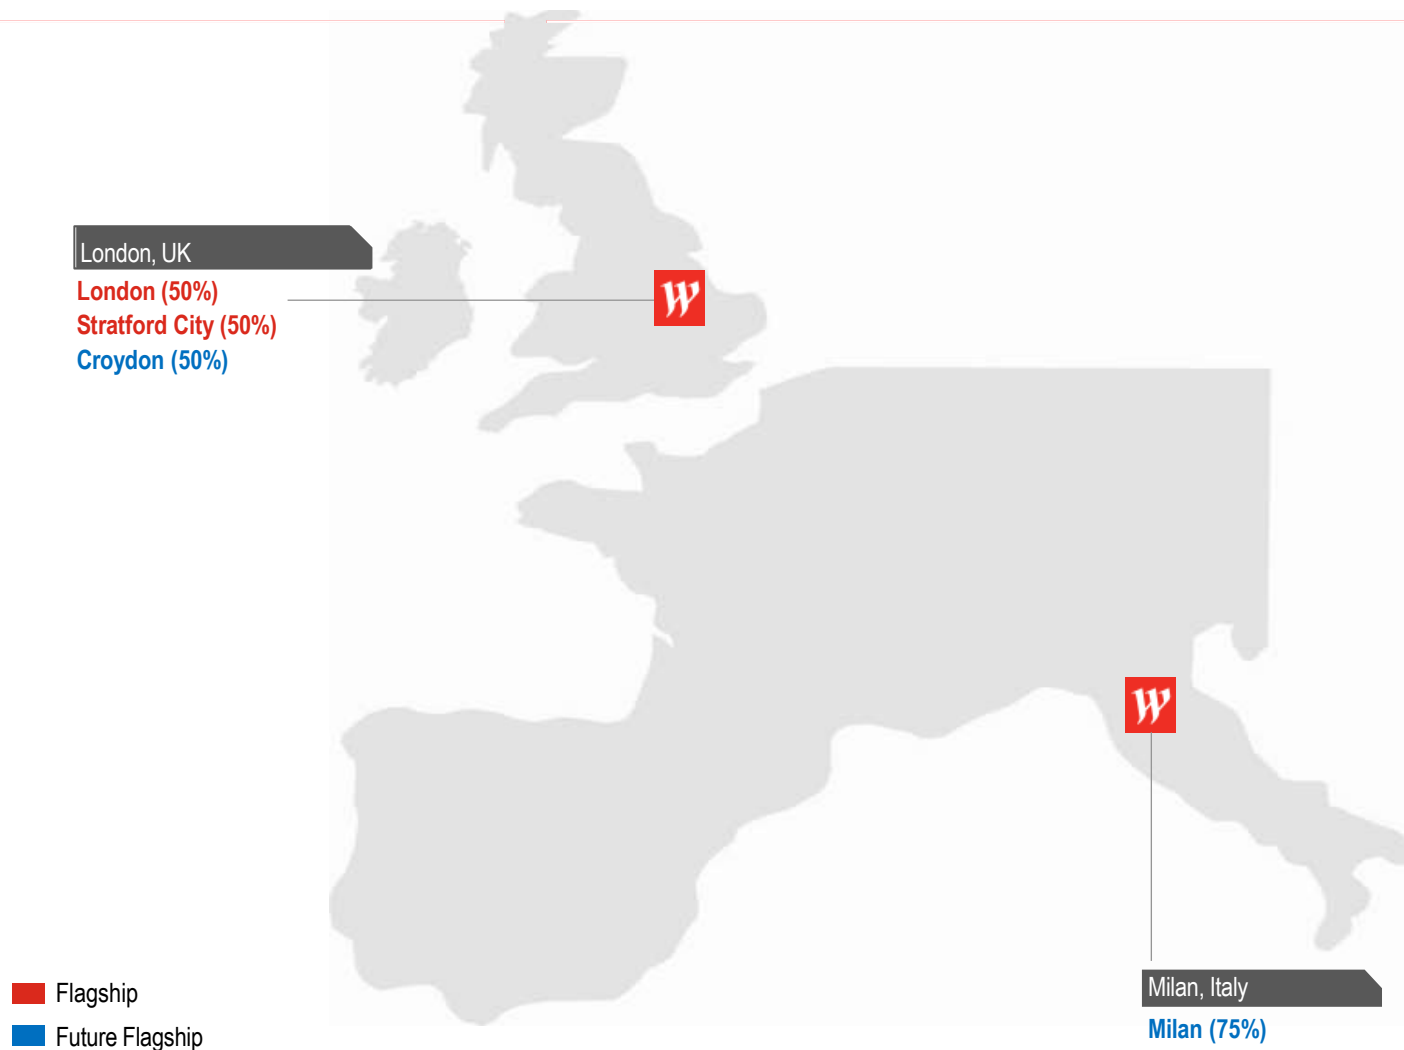 London, UK
London (50%)
Stratford City (50%)
Croydon (50%)
W
W
Flagship
Future Flagship
Milan, Italy
Milan (75%)